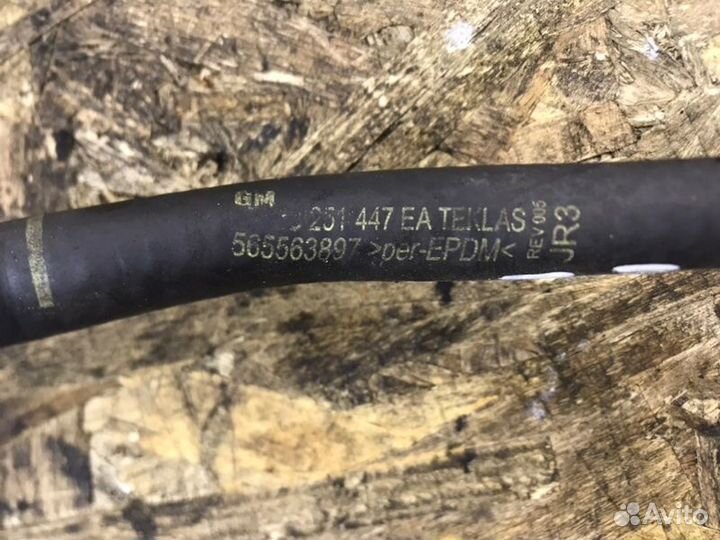 GM
251 447 EA TEKLAS
565563897 >per-EPDM<
REV 005
JR3
Avito